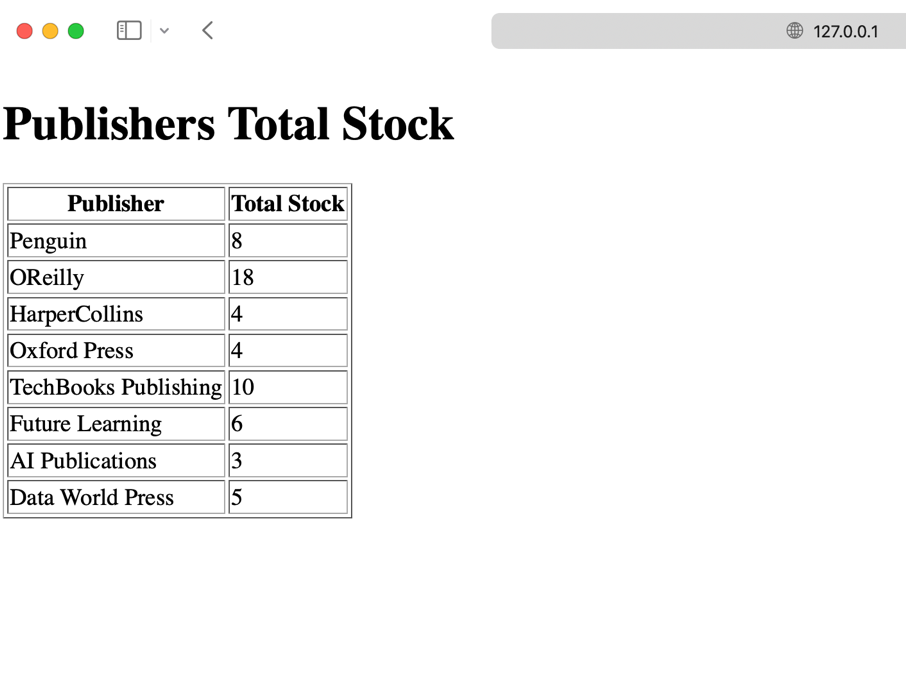 127.0.0.1
Publishers Total Stock
Publisher Total Stock
Penguin 8
OReilly 18
HarperCollins 4
Oxford Press 4
TechBooks Publishing 10
Future Learning 6
AI Publications 3
Data World Press 5